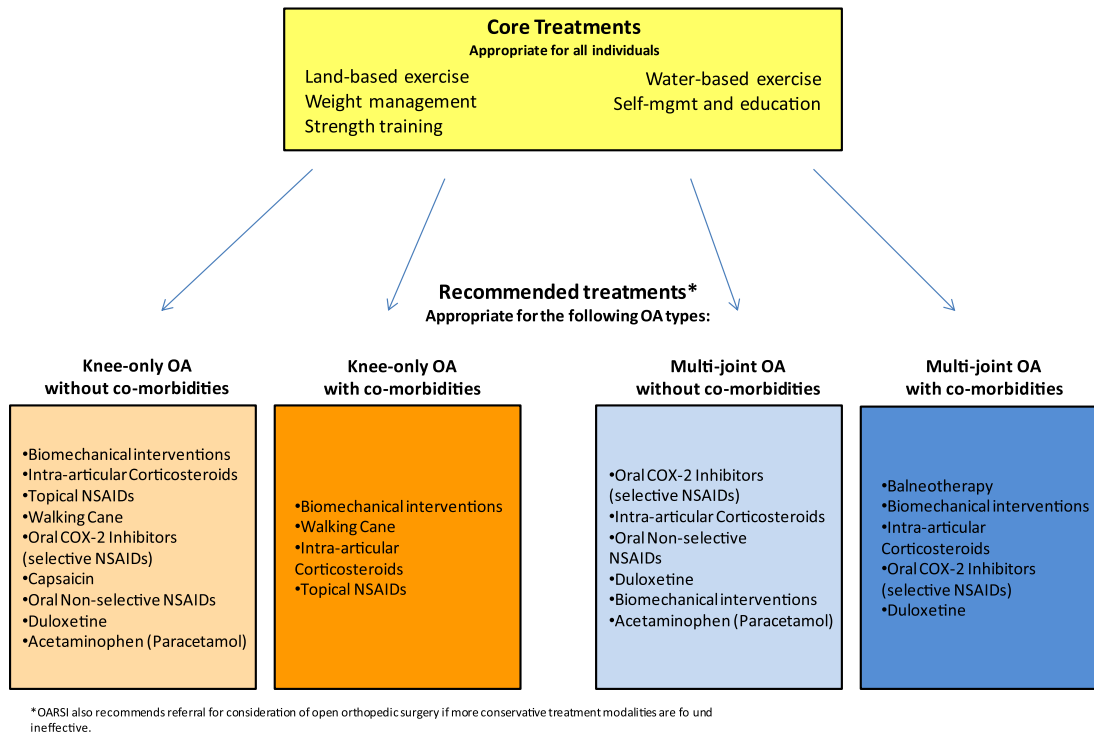 Core Treatments
Appropriate for all individuals
Land-based exercise
Weight management
Strength training
Water-based exercise
Self-mgmt and education
Recommended treatments*
Appropriate for the following OA types:
Knee-only OA
without co-morbidities
•Biomechanical interventions
•Intra-articular Corticosteroids
•Topical NSAIDs
•Walking Cane
•Oral COX-2 Inhibitors
(selective NSAIDs)
•Capsaicin
•Oral Non-selective NSAIDs
•Duloxetine
•Acetaminophen (Paracetamol)
Knee-only OA
with co-morbidities
•Biomechanical interventions
•Walking Cane
•Intra-articular
Corticosteroids
•Topical NSAIDs
Multi-joint OA
without co-morbidities
•Oral COX-2 Inhibitors
(selective NSAIDs)
•Intra-articular Corticosteroids
•Oral Non-selective
NSAIDs
•Duloxetine
•Biomechanical interventions
•Acetaminophen (Paracetamol)
Multi-joint OA
with co-morbidities
•Balneotherapy
•Biomechanical interventions
•Intra-articular
Corticosteroids
•Oral COX-2 Inhibitors
(selective NSAIDs)
•Duloxetine
*OARSI also recommends referral for consideration of open orthopedic surgery if more conservative treatment modalities are fo und
ineffective.